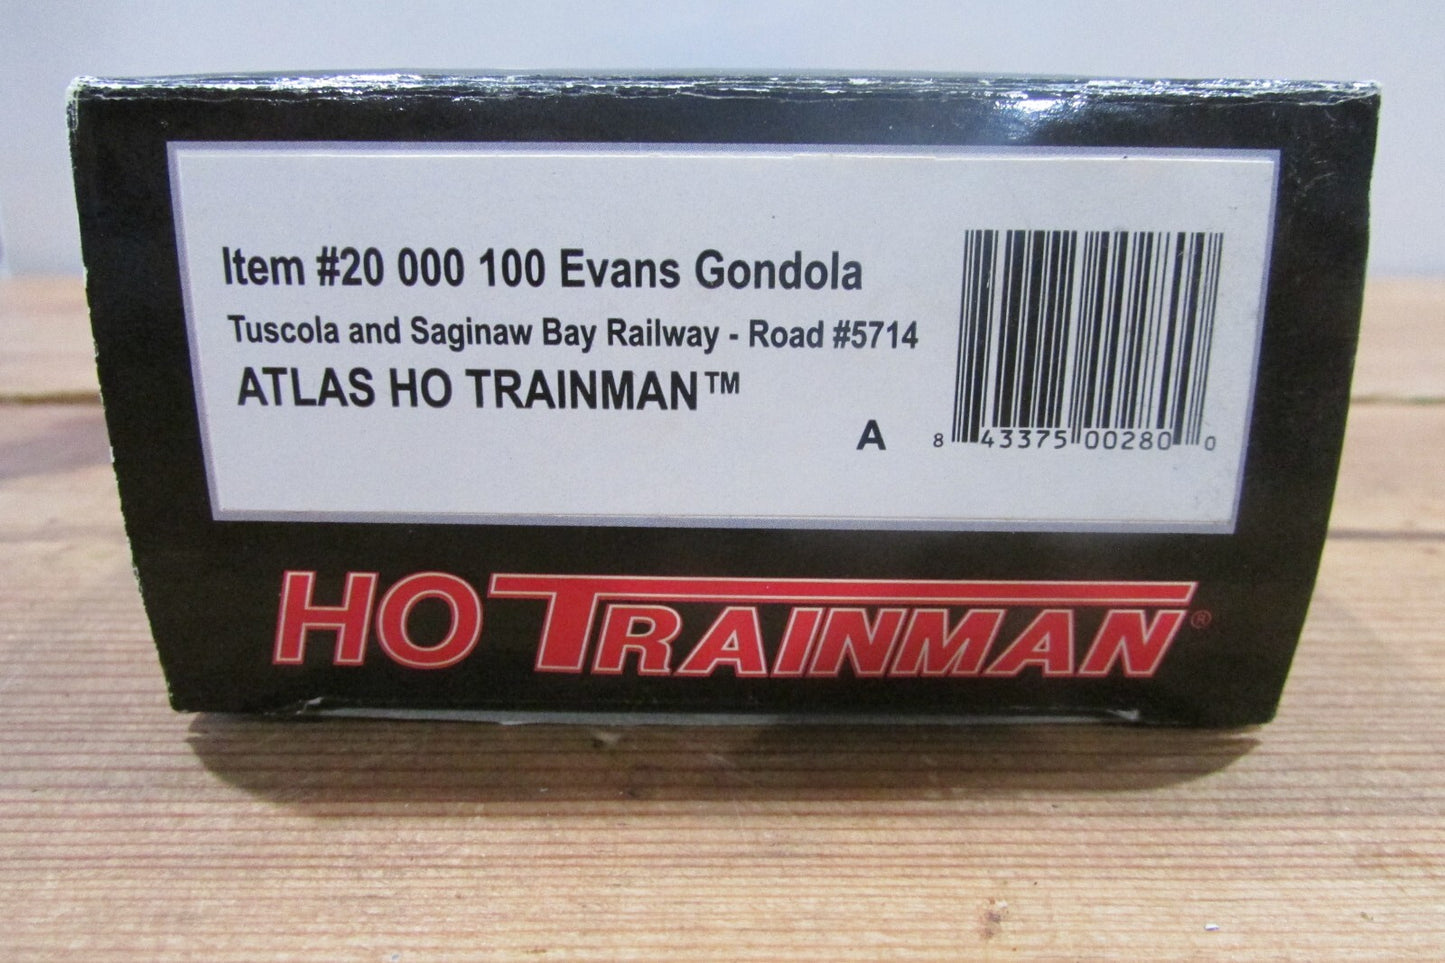 Item #20 000 100 Evans Gondola
Tuscola and Saginaw Bay Railway - Road #5714
ATLAS HO TRAINMAN™
A
8 43375 00280 0
HO TRAINMAN®